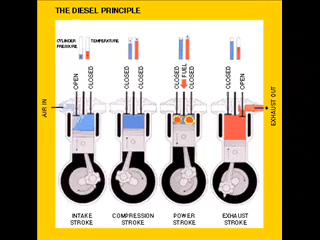 THE DIESEL PRINCIPLE
CYLINDER
PRESSURE
TEMPERATURE
AIR IN
OPEN
CLOSED
CLOSED
CLOSED
CLOSED
FUEL
CLOSED
CLOSED
OPEN
EXHAUST OUT
INTAKE
STROKE
COMPRESSION
STROKE
POWER
STROKE
EXHAUST
STROKE